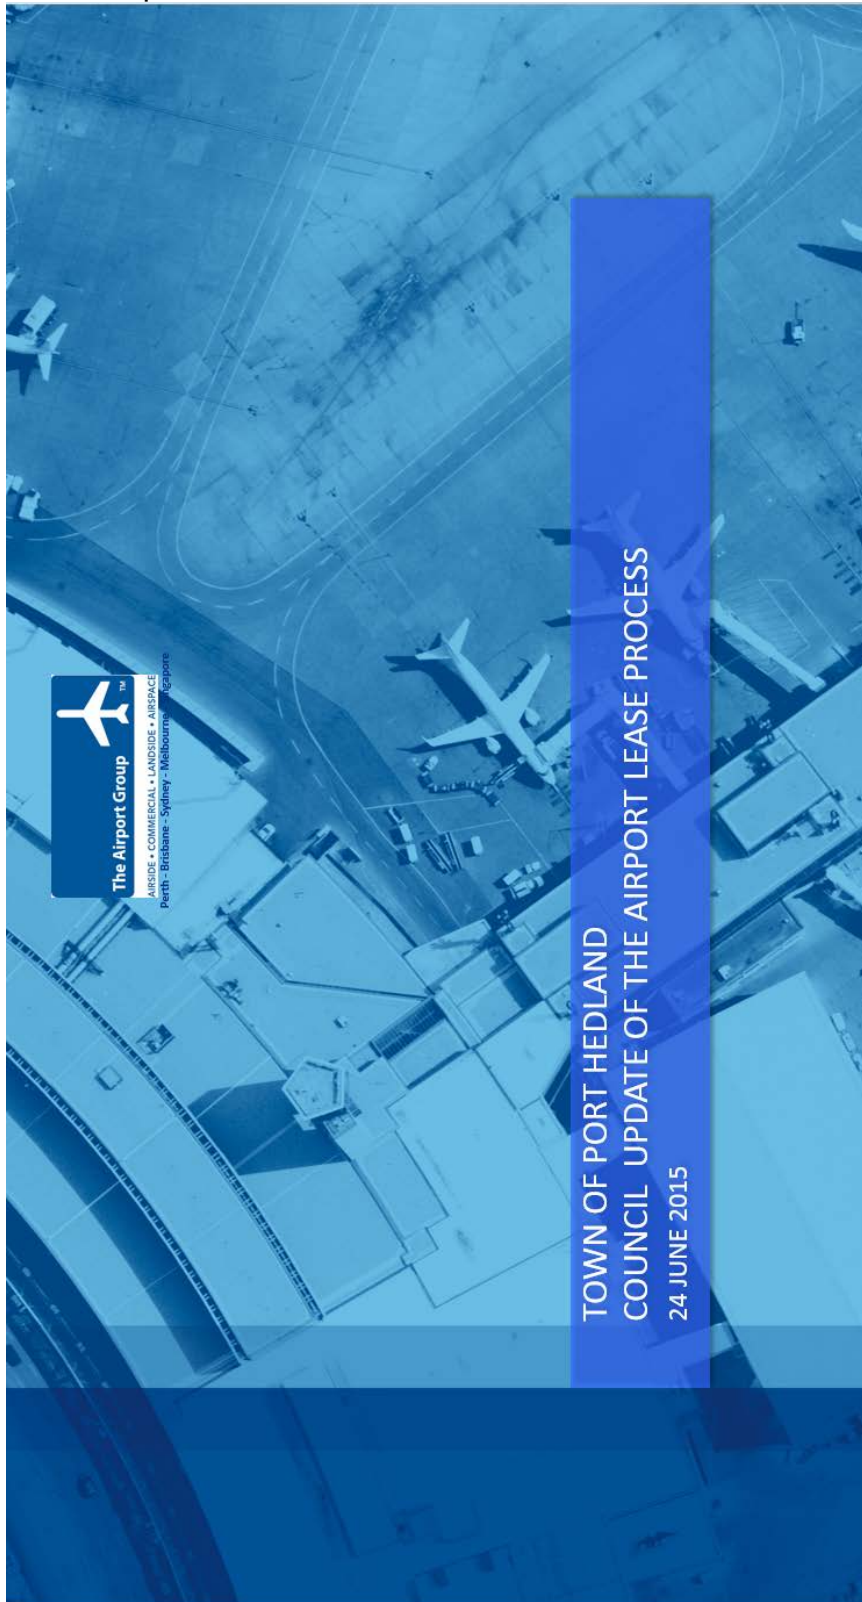 The Airport Group
TM
AIRSIDE • COMMERCIAL • LANDSIDE • AIRSPACE
Perth - Brisbane - Sydney - Melbourne - Singapore
TOWN OF PORT HEDLAND
COUNCIL UPDATE OF THE AIRPORT LEASE PROCESS
24 JUNE 2015